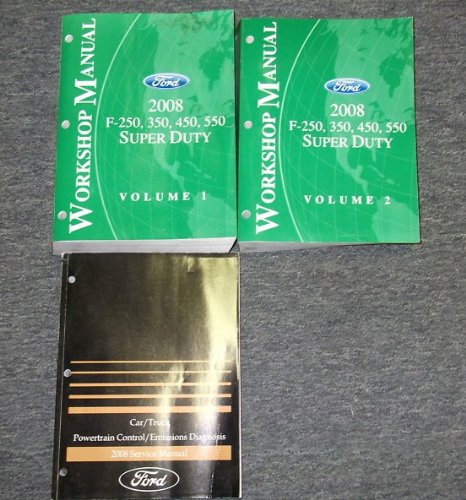 WORKSHOP MANUAL
Ford
2008
F-250, 350, 450, 550
SUPER DUTY
VOLUME 1
WORKSHOP MANUAL
Ford
2008
F-250, 350, 450, 550
SUPER DUTY
VOLUME 2
Car/Truck
Powertrain Control/Emissions Diagnosis
2008 Service Manual
Ford